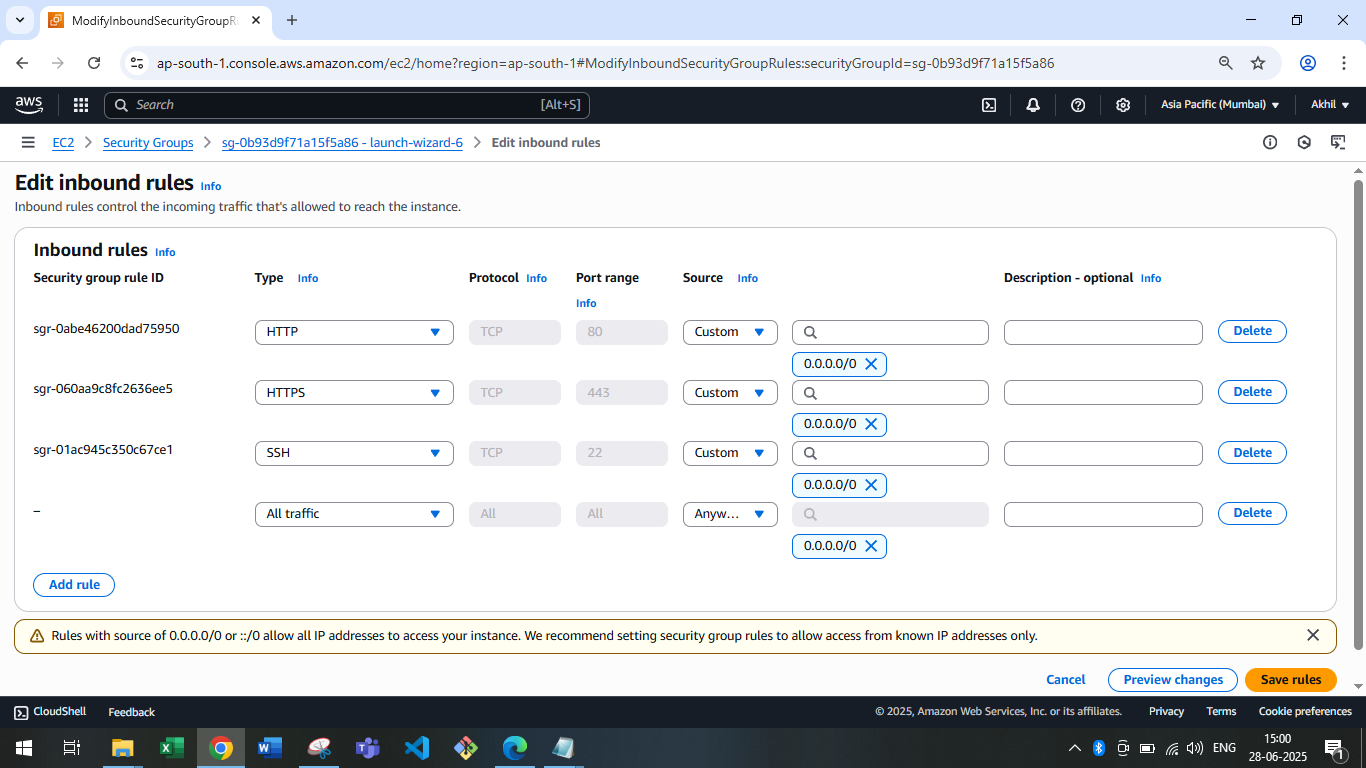 ModifyInboundSecurityGroupR
ap-south-1.console.aws.amazon.com/ec2/home?region=ap-south-1#ModifyInboundSecurityGroupRules:securityGroupId=sg-0b93d9f71a15f5a86
aws Search [Alt+S] Asia Pacific (Mumbai) Akhil
EC2 Security Groups sg-0b93d9f71a15f5a86 - launch-wizard-6 Edit inbound rules
Edit inbound rules Info
Inbound rules control the incoming traffic that's allowed to reach the instance.
Inbound rules Info
Security group rule ID Type Info Protocol Info Port range Info Source Info Description - optional Info
sgr-0abe46200dad75950 HTTP TCP 80 Custom Delete
0.0.0.0/0
sgr-060aa9c8fc2636ee5 HTTPS TCP 443 Custom Delete
0.0.0.0/0
sgr-01ac945c350c67ce1 SSH TCP 22 Custom Delete
0.0.0.0/0
– All traffic All All Anyw... Delete
0.0.0.0/0
Add rule
Rules with source of 0.0.0.0/0 or ::/0 allow all IP addresses to access your instance. We recommend setting security group rules to allow access from known IP addresses only.
Cancel Preview changes Save rules
CloudShell Feedback © 2025, Amazon Web Services, Inc. or its affiliates. Privacy Terms Cookie preferences
ENG 15:00
28-06-2025 1